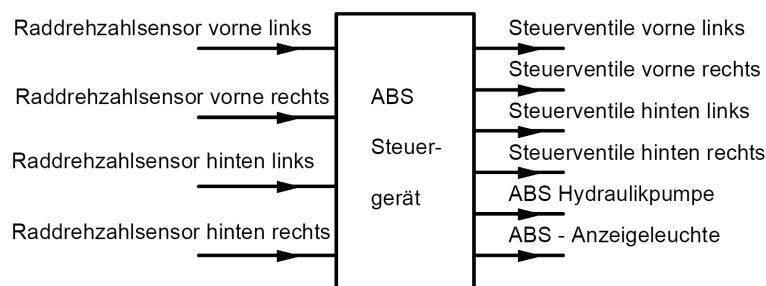 Raddrehzahlsensor vorne links
Raddrehzahlsensor vorne rechts
Raddrehzahlsensor hinten links
Raddrehzahlsensor hinten rechts
ABS
Steuer-
gerät
Steuerventile vorne links
Steuerventile vorne rechts
Steuerventile hinten links
Steuerventile hinten rechts
ABS Hydraulikpumpe
ABS - Anzeigeleuchte